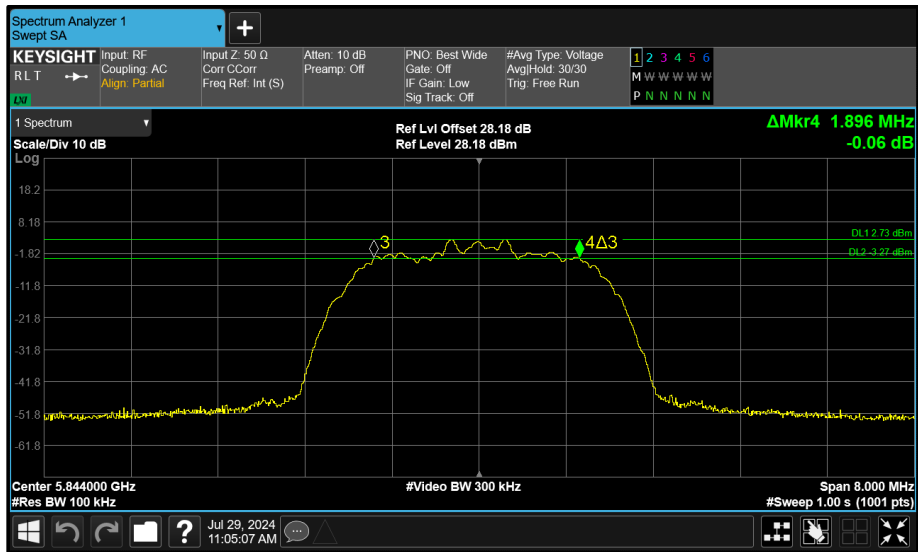 Spectrum Analyzer 1
Swept SA
+
KEYSIGHT
R L T
LXI
Input: RF
Coupling: AC
Align: Partial
Input Z: 50 Ω
Corr CCorr
Freq Ref: Int (S)
Atten: 10 dB
Preamp: Off
PNO: Best Wide
Gate: Off
IF Gain: Low
Sig Track: Off
#Avg Type: Voltage
Avg|Hold: 30/30
Trig: Free Run
1 2 3 4 5 6
M W W W W W
P N N N N N
1 Spectrum
Scale/Div 10 dB
Log
Ref Lvl Offset 28.18 dB
Ref Level 28.18 dBm
ΔMkr4 1.896 MHz
-0.06 dB
18.2
8.18
-1.82
-11.8
-21.8
-31.8
-41.8
-51.8
-61.8
3
4Δ3
DL1 2.73 dBm
DL2 -3.27 dBm
Center 5.844000 GHz
#Res BW 100 kHz
#Video BW 300 kHz
Span 8.000 MHz
#Sweep 1.00 s (1001 pts)
?
Jul 29, 2024
11:05:07 AM